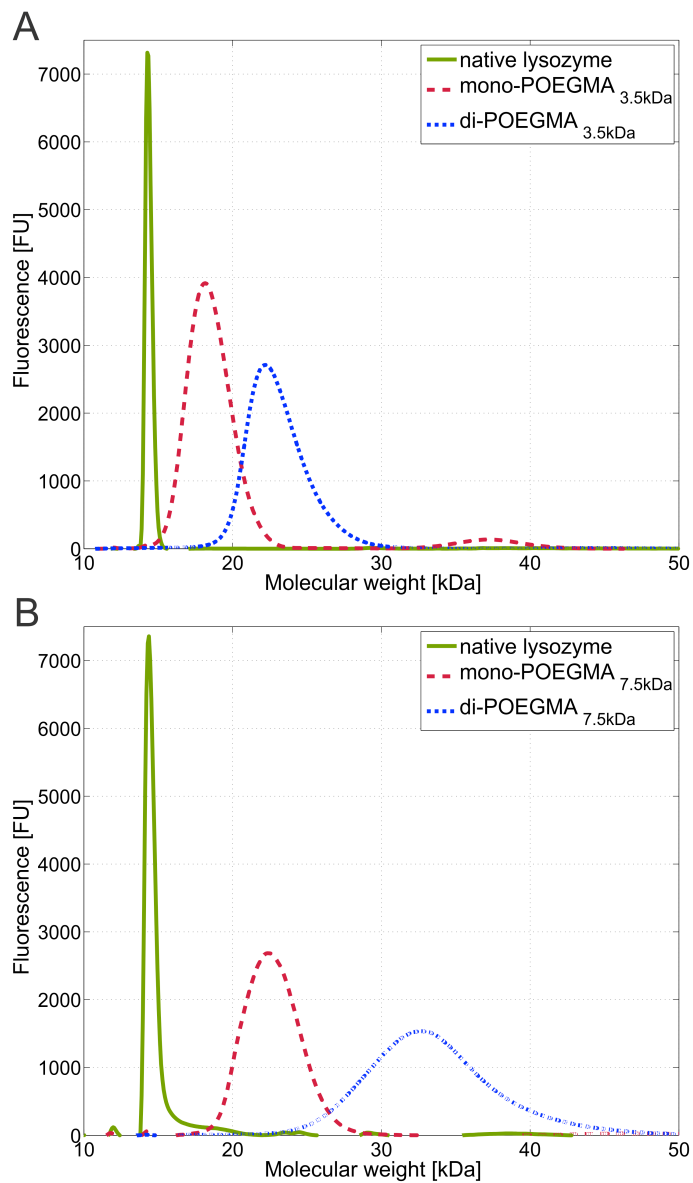 A
7000
6000
5000
4000
3000
2000
1000
0
Fluorescence [FU]
native lysozyme
mono-POEGMA 3.5kDa
di-POEGMA 3.5kDa
10 20 30 40 50
Molecular weight [kDa]
B
7000
6000
5000
4000
3000
2000
1000
0
Fluorescence [FU]
native lysozyme
mono-POEGMA 7.5kDa
di-POEGMA 7.5kDa
10 20 30 40 50
Molecular weight [kDa]